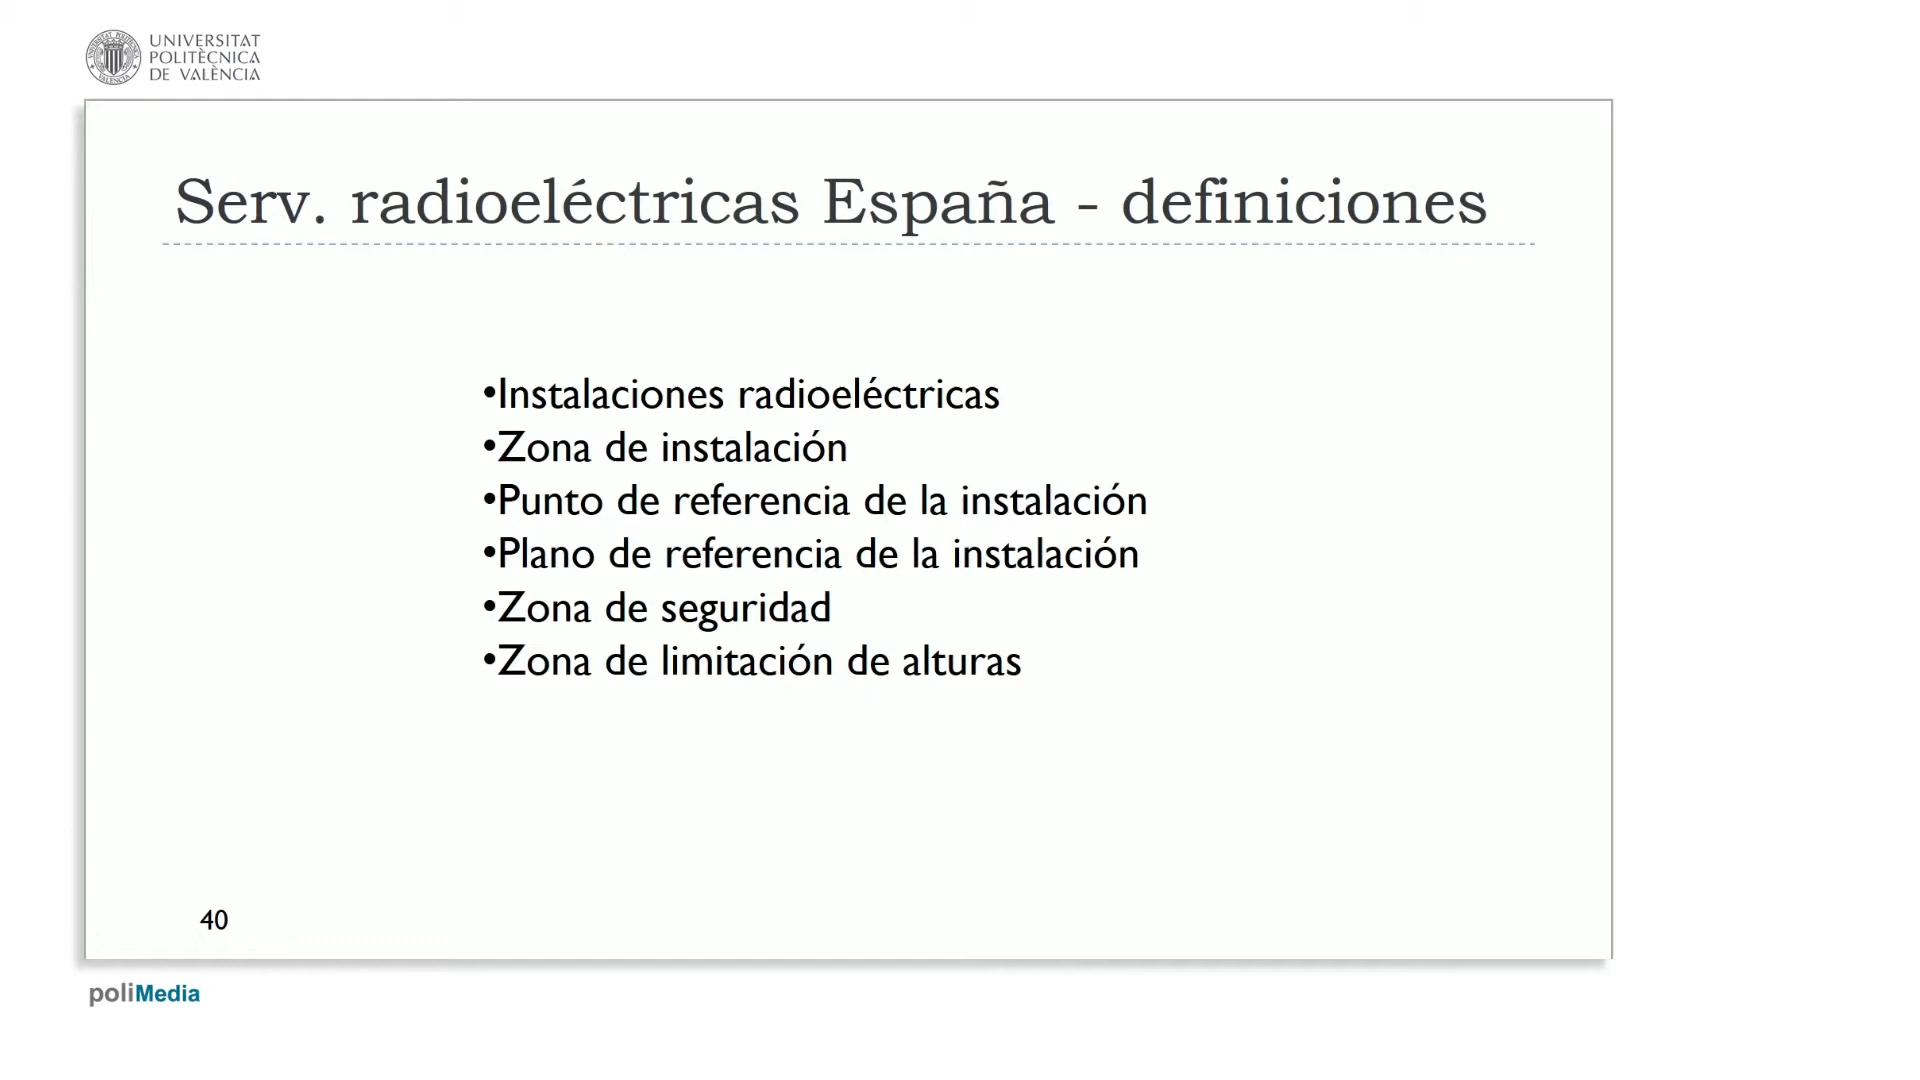 UNIVERSITAT
POLITÈCNICA
DE VALÈNCIA
Serv. radioeléctricas España - definiciones
•Instalaciones radioeléctricas
•Zona de instalación
•Punto de referencia de la instalación
•Plano de referencia de la instalación
•Zona de seguridad
•Zona de limitación de alturas
40
poliMedia